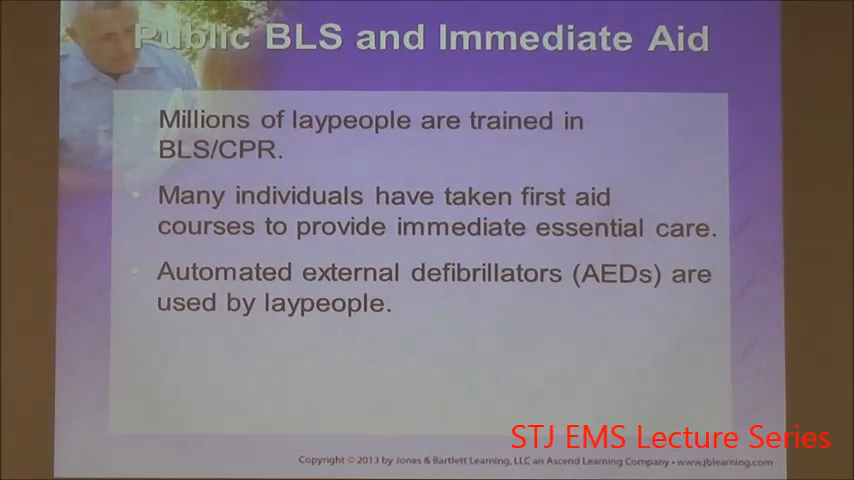 Public BLS and Immediate Aid
Millions of laypeople are trained in
BLS/CPR.
Many individuals have taken first aid
courses to provide immediate essential care.
Automated external defibrillators (AEDs) are
used by laypeople.
STJ EMS Lecture Series
Copyright © 2013 by Jones & Bartlett Learning, LLC an Ascend Learning Company • www.jblearning.com